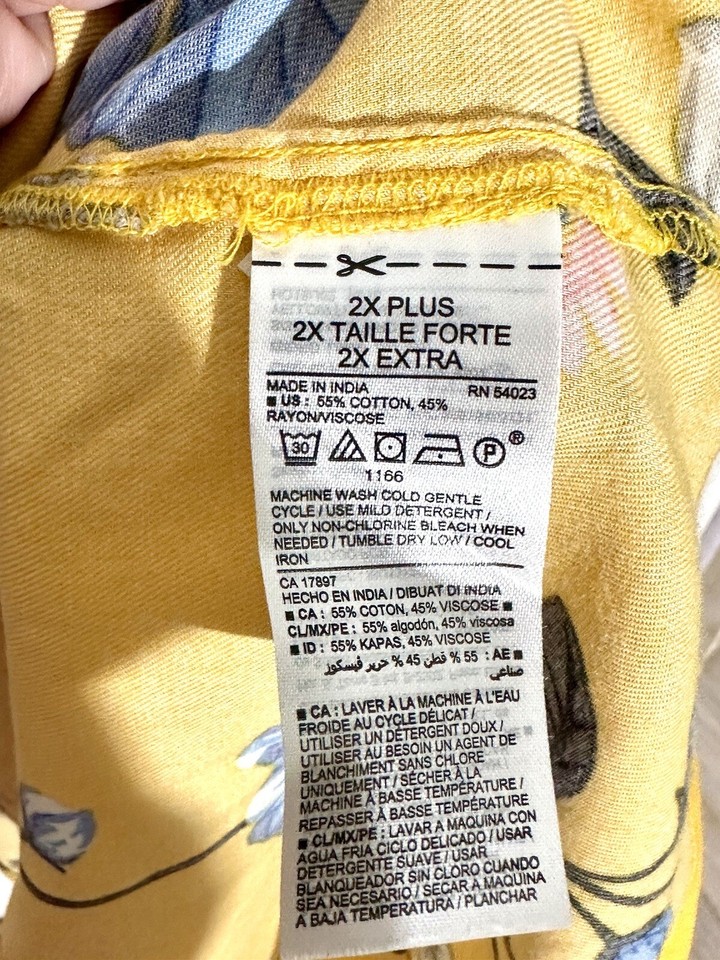 2X PLUS
2X TAILLE FORTE
2X EXTRA
MADE IN INDIA RN 54023
■ US : 55% COTTON, 45%
RAYON/VISCOSE
30 P ®
1166
MACHINE WASH COLD GENTLE
CYCLE / USE MILD DETERGENT /
ONLY NON-CHLORINE BLEACH WHEN
NEEDED / TUMBLE DRY LOW / COOL
IRON
CA 17897
HECHO EN INDIA / DIBUAT DI INDIA
■ CA : 55% COTON, 45% VISCOSE ■
CL/MX/PE : 55% algodón, 45% viscosa
■ ID : 55% KAPAS, 45% VISCOSE
■ AE : 55 % قطن 45 % حرير فيسكوز
صناعي
■ CA : LAVER À LA MACHINE À L'EAU
FROIDE AU CYCLE DÉLICAT /
UTILISER UN DÉTERGENT DOUX /
UTILISER AU BESOIN UN AGENT DE
BLANCHIMENT SANS CHLORE
UNIQUEMENT / SÉCHER À LA
MACHINE À BASSE TEMPÉRATURE /
REPASSER À BASSE TEMPÉRATURE
■ CL/MX/PE : LAVAR A MAQUINA CON
AGUA FRIA CICLO DELICADO / USAR
DETERGENTE SUAVE / USAR
BLANQUEADOR SIN CLORO CUANDO
SEA NECESARIO / SECAR A MAQUINA
A BAJA TEMPERATURA / PLANCHAR